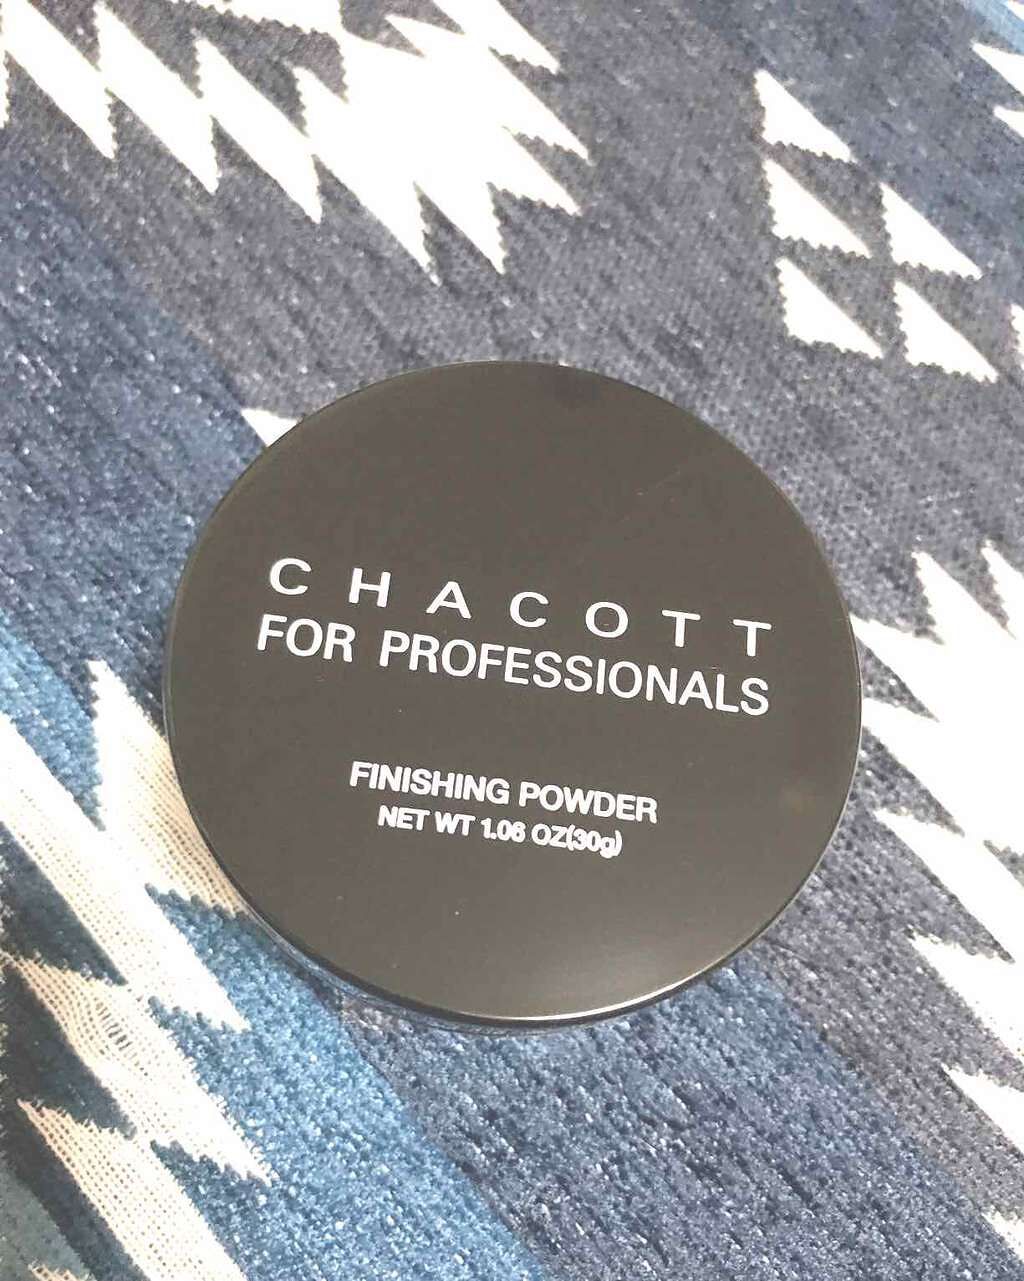 CHACOTT
FOR PROFESSIONALS
FINISHING POWDER
NET WT 1.06 OZ(30g)